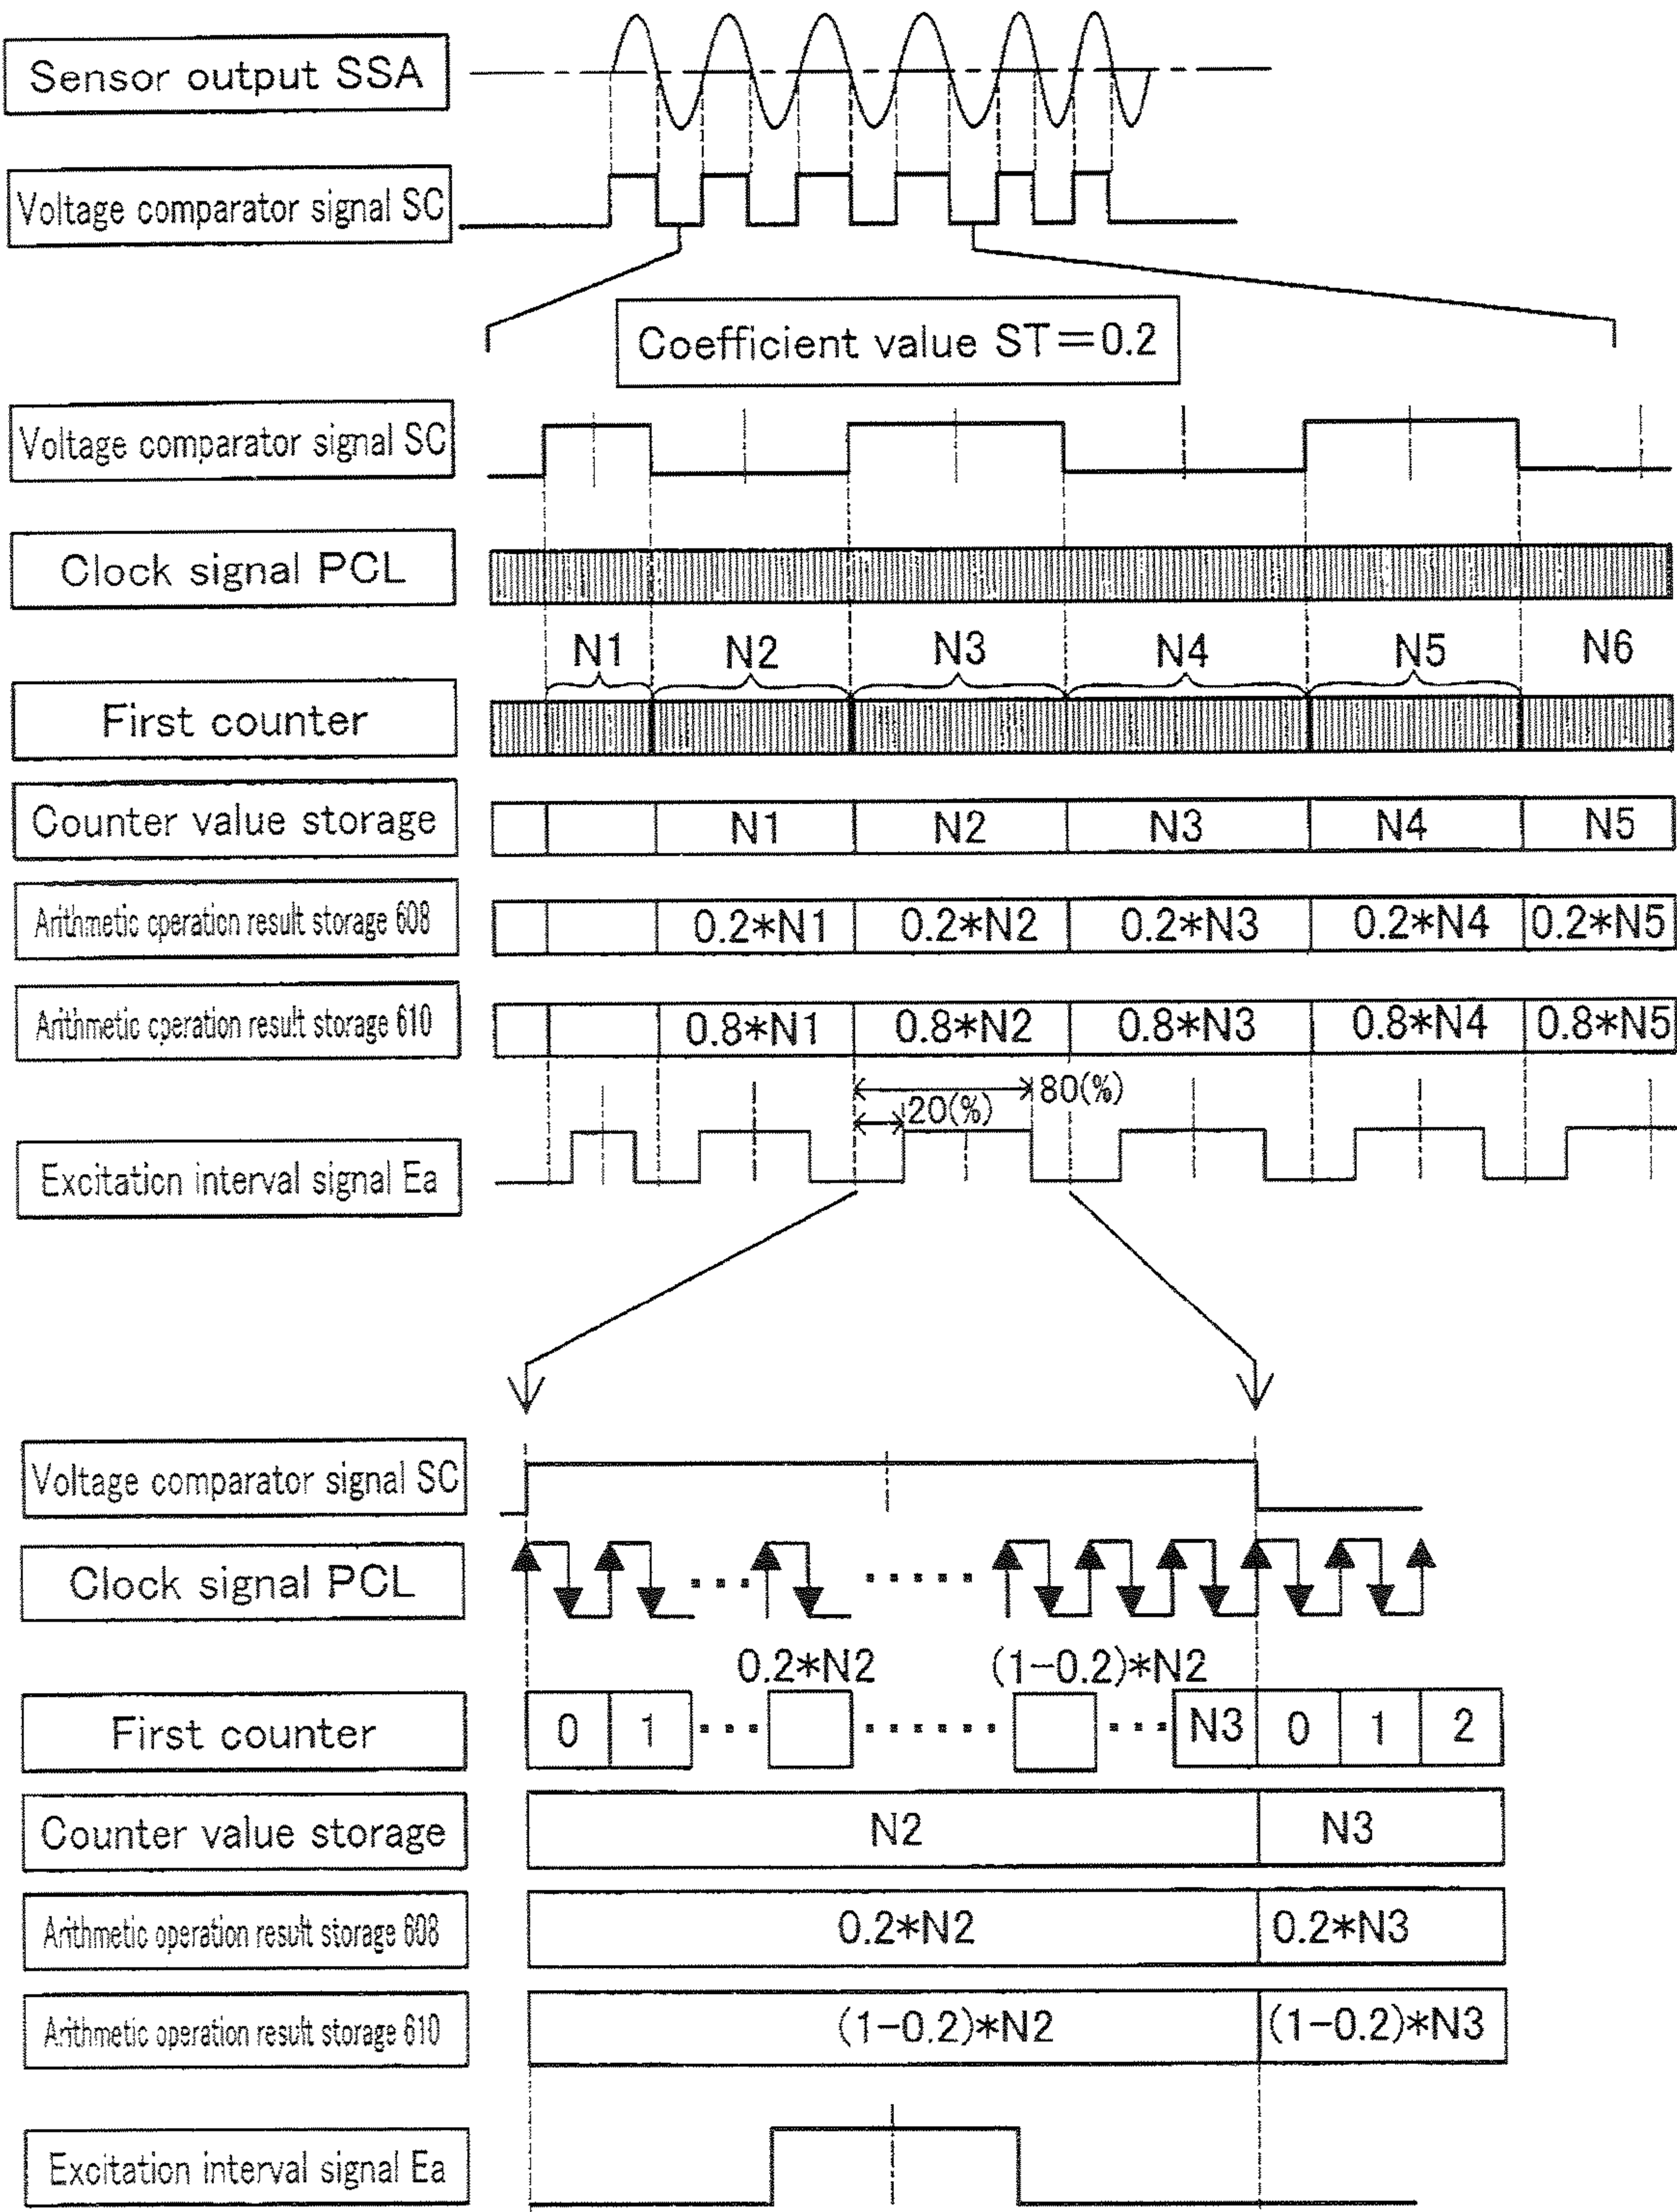 Sensor output SSA
Voltage comparator signal SC
Coefficient value ST=0.2
Voltage comparator signal SC
Clock signal PCL
N1 N2 N3 N4 N5 N6
First counter
Counter value storage N1 N2 N3 N4 N5
Arithmetic cperation result storage 608 0.2*N1 0.2*N2 0.2*N3 0.2*N4 0.2*N5
Arithmetic cperation result storage 610 0.8*N1 0.8*N2 0.8*N3 0.8*N4 0.8*N5
80(%)
20(%)
Excitation interval signal Ea
Voltage comparator signal SC
Clock signal PCL
0.2*N2 (1-0.2)*N2
First counter 0 1 ··· ······· ··· N3 0 1 2
Counter value storage N2 N3
Arithmetic operation result storage 608 0.2*N2 0.2*N3
Arithmetic operation result storage 610 (1-0.2)*N2 (1-0.2)*N3
Excitation interval signal Ea